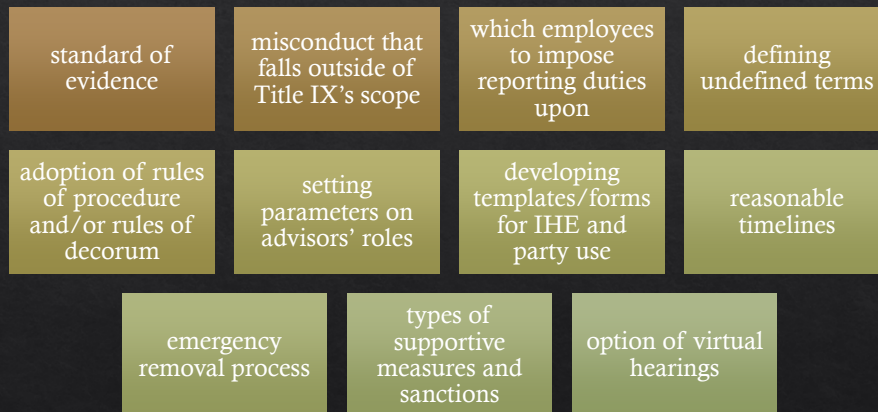 standard of
evidence
misconduct that
falls outside of
Title IX's scope
which employees
to impose
reporting duties
upon
defining
undefined terms
adoption of rules
of procedure
and/or rules of
decorum
setting
parameters on
advisors' roles
developing
templates/forms
for IHE and
party use
reasonable
timelines
emergency
removal process
types of
supportive
measures and
sanctions
option of virtual
hearings